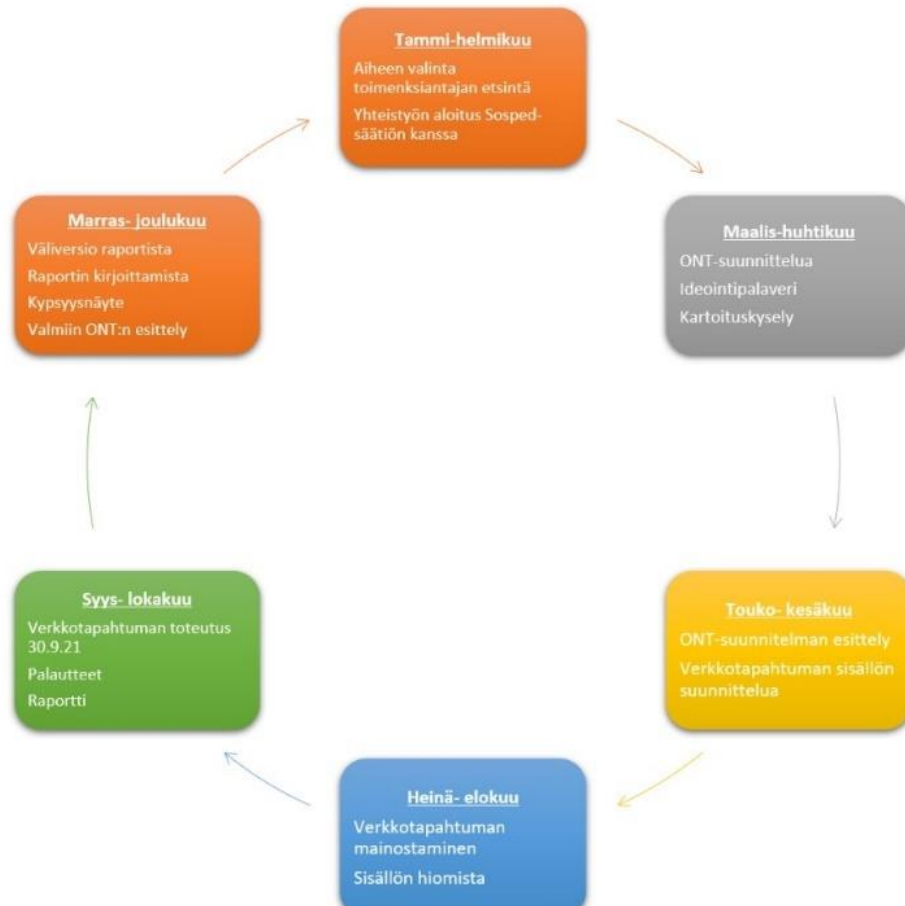 Tammi-helmikuu
Aiheen valinta
toimenksiantajan etsintä
Yhteistyön aloitus Sosped-
säätiön kanssa
Maalis-huhtikuu
ONT-suunnittelua
Ideointipalaveri
Kartoituskysely
Touko- kesäkuu
ONT-suunnitelman esittely
Verkkotapahtuman sisällön
suunnittelua
Heinä- elokuu
Verkkotapahtuman
mainostaminen
Sisällön hiomista
Syys- lokakuu
Verkkotapahtuman toteutus
30.9.21
Palautteet
Raportti
Marras- joulukuu
Väliversio raportista
Raportin kirjoittamista
Kypsyysnäyte
Valmiin ONT:n esittely